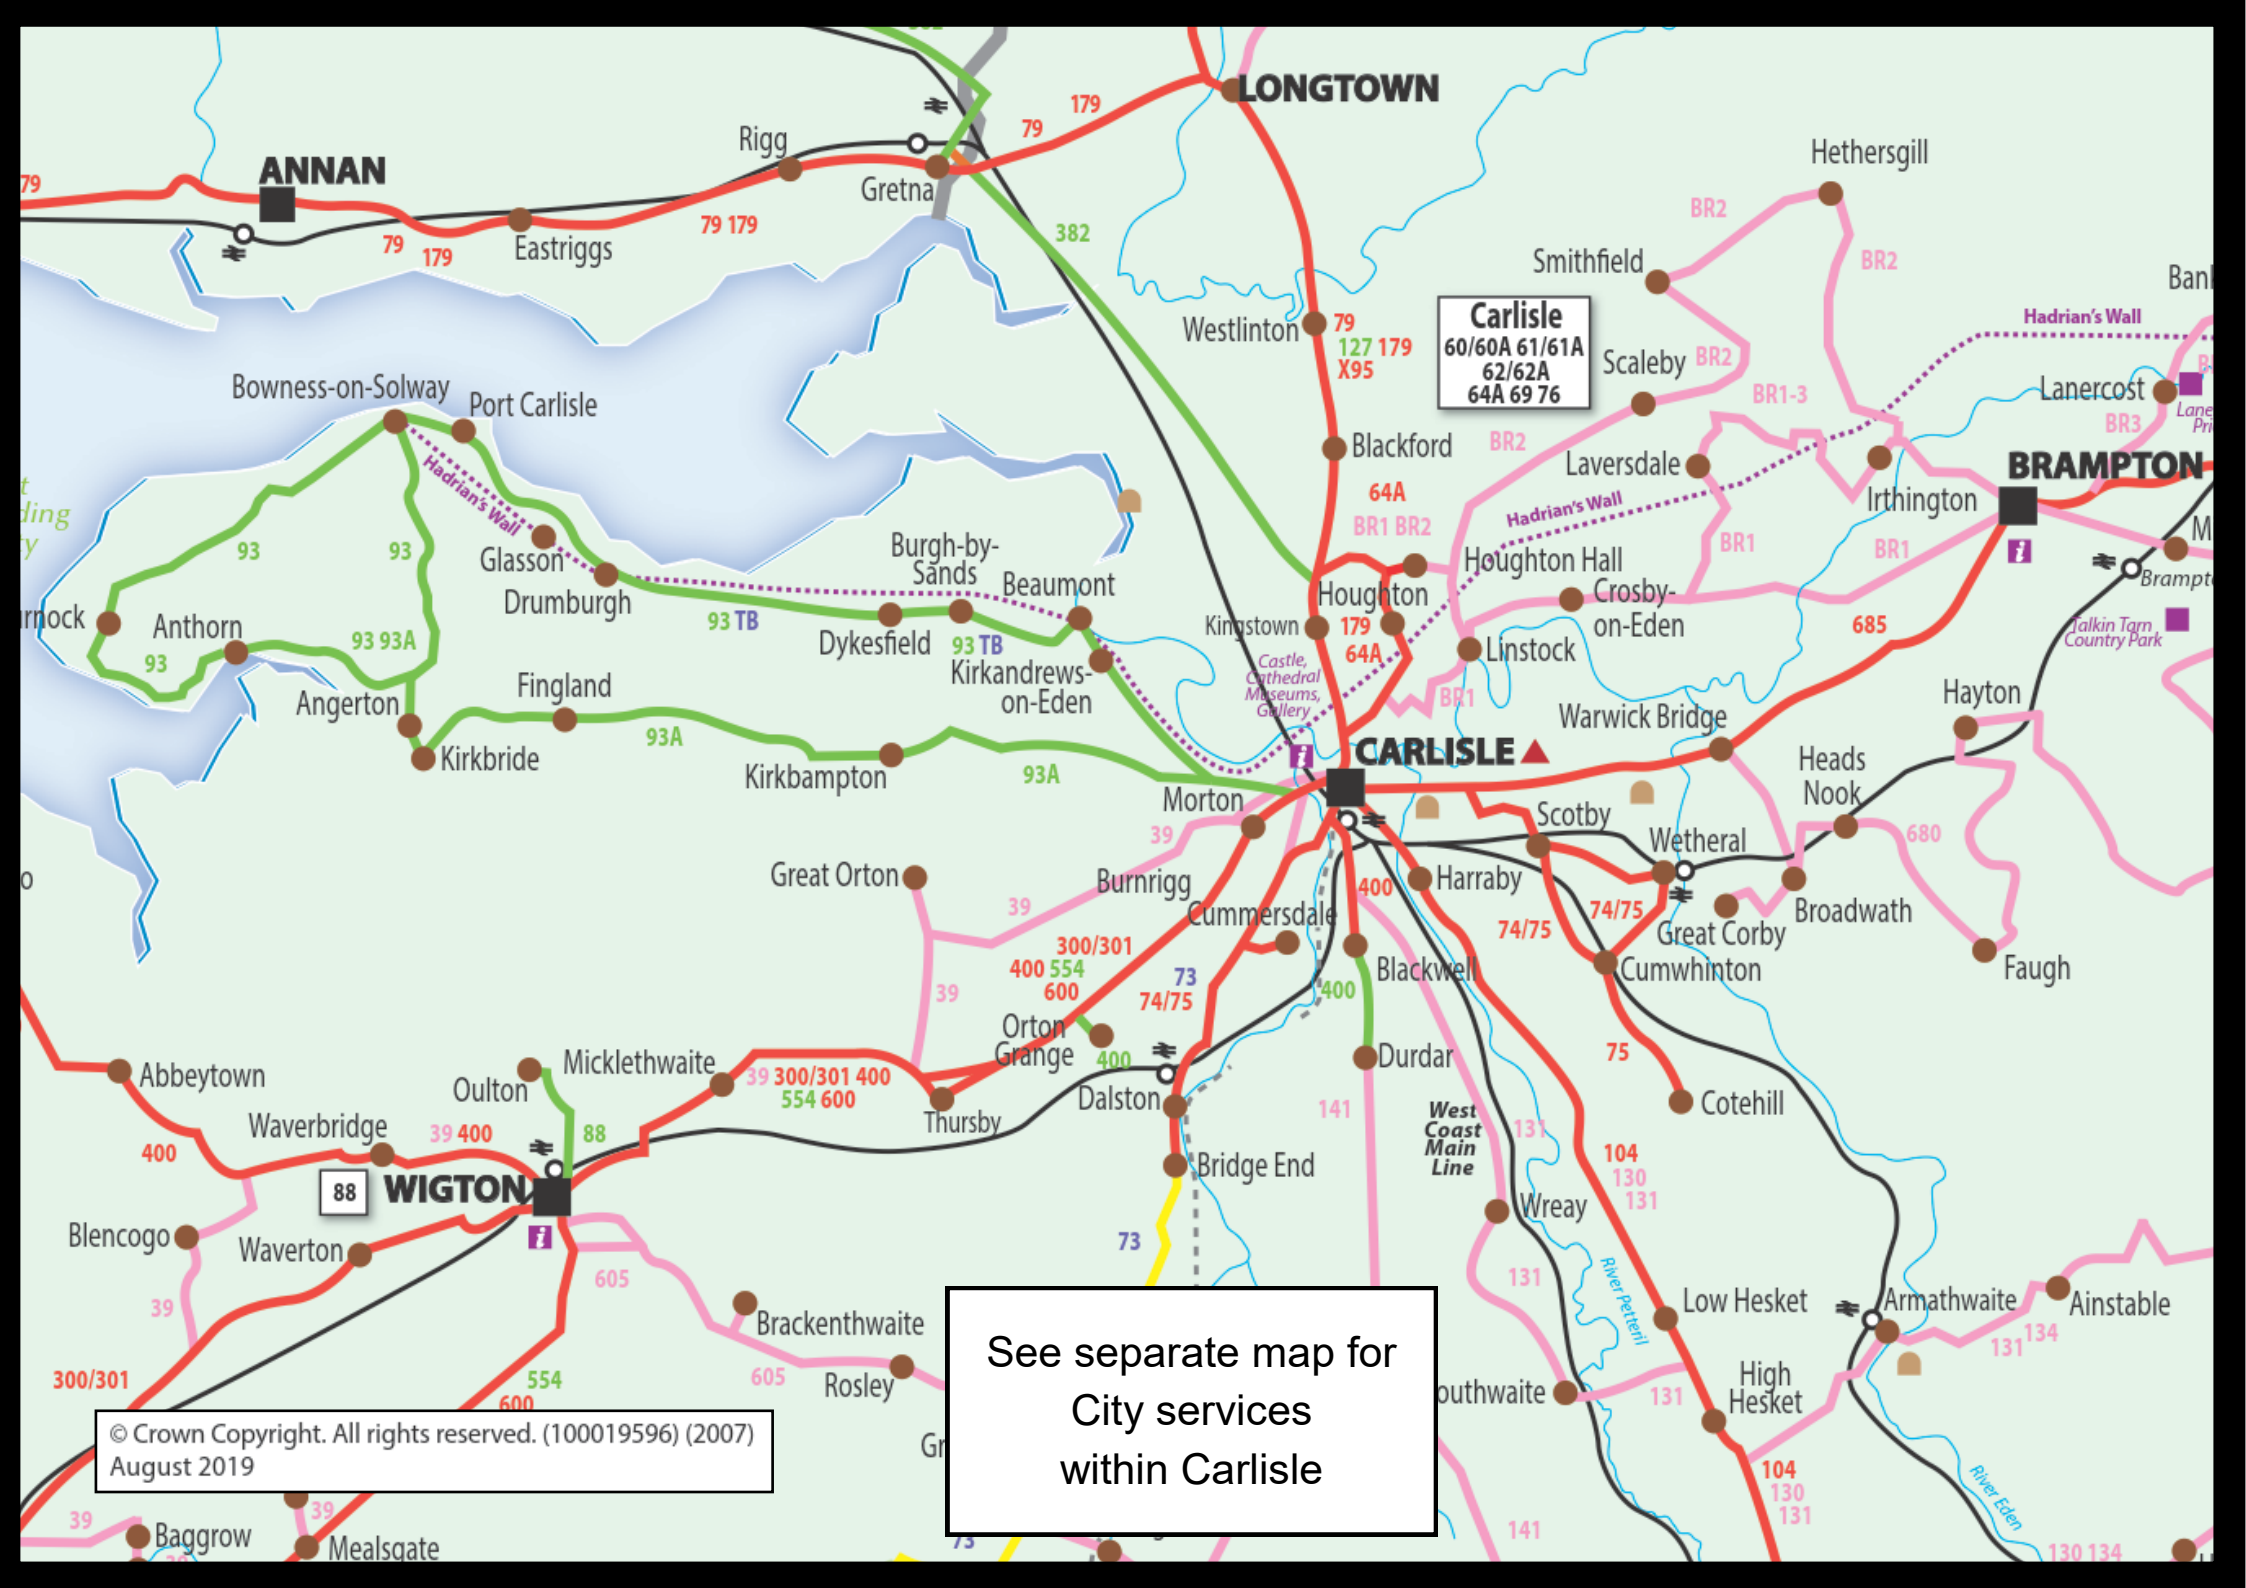 LONGTOWN
179
79
Rigg
Hethersgill
ANNAN
79
Gretna
BR2
79
179
Eastriggs
79 179
382
Smithfield
BR2
Bank
Westlinton
79
127 179
X95
Carlisle
60/60A 61/61A
62/62A
64A 69 76
Hadrian's Wall
Scaleby
BR2
BR1-3
Lanercost
BR3
Bowness-on-Solway
Port Carlisle
Hadrian's Wall
Blackford
BR2
Laversdale
BRAMPTON
64A
BR1 BR2
Hadrian's Wall
Irthington
93
93
Glasson
Drumburgh
Burgh-by-
Sands
Beaumont
Houghton Hall
Houghton
Crosby-
on-Eden
BR1
BR1
Brampt
Talkin Tarn
Country Park
Anthorn
93
93 93A
93 TB
Dykesfield
93 TB
Kirkandrews-
on-Eden
Kingstown
179
64A
Linstock
685
Castle,
Cathedral
Museums,
Gallery
BR1
Angerton
Fingland
Hayton
Warwick Bridge
Kirkbride
93A
Kirkbampton
93A
CARLISLE
Morton
Heads
Nook
Scotby
Wetheral
680
39
Great Orton
39
Burnrigg
Cummersdale
400
Harraby
74/75
74/75
Great Corby
Broadwath
Faugh
300/301
400 554
600
73
74/75
Blackwell
Cumwhinton
39
400
Orton
Grange
400
Durdar
75
Cotehill
Abbeytown
Oulton
Micklethwaite
39 300/301 400
554 600
Thursby
Dalston
141
West
Coast
Main
Line
131
Waverbridge
39 400
400
88
88
WIGTON
Bridge End
104
130
131
Wreay
Blencogo
Waverton
73
605
39
131
River Petteril
Low Hesket
Armathwaite
Ainstable
131 134
Brackenthwaite
605
Rosley
300/301
554
600
See separate map for
City services
within Carlisle
outhwaite
131
High
Hesket
© Crown Copyright. All rights reserved. (100019596) (2007)
August 2019
Gr
104
130
131
River Eden
39
Baggrow
39
Mealsgate
73
141
130 134